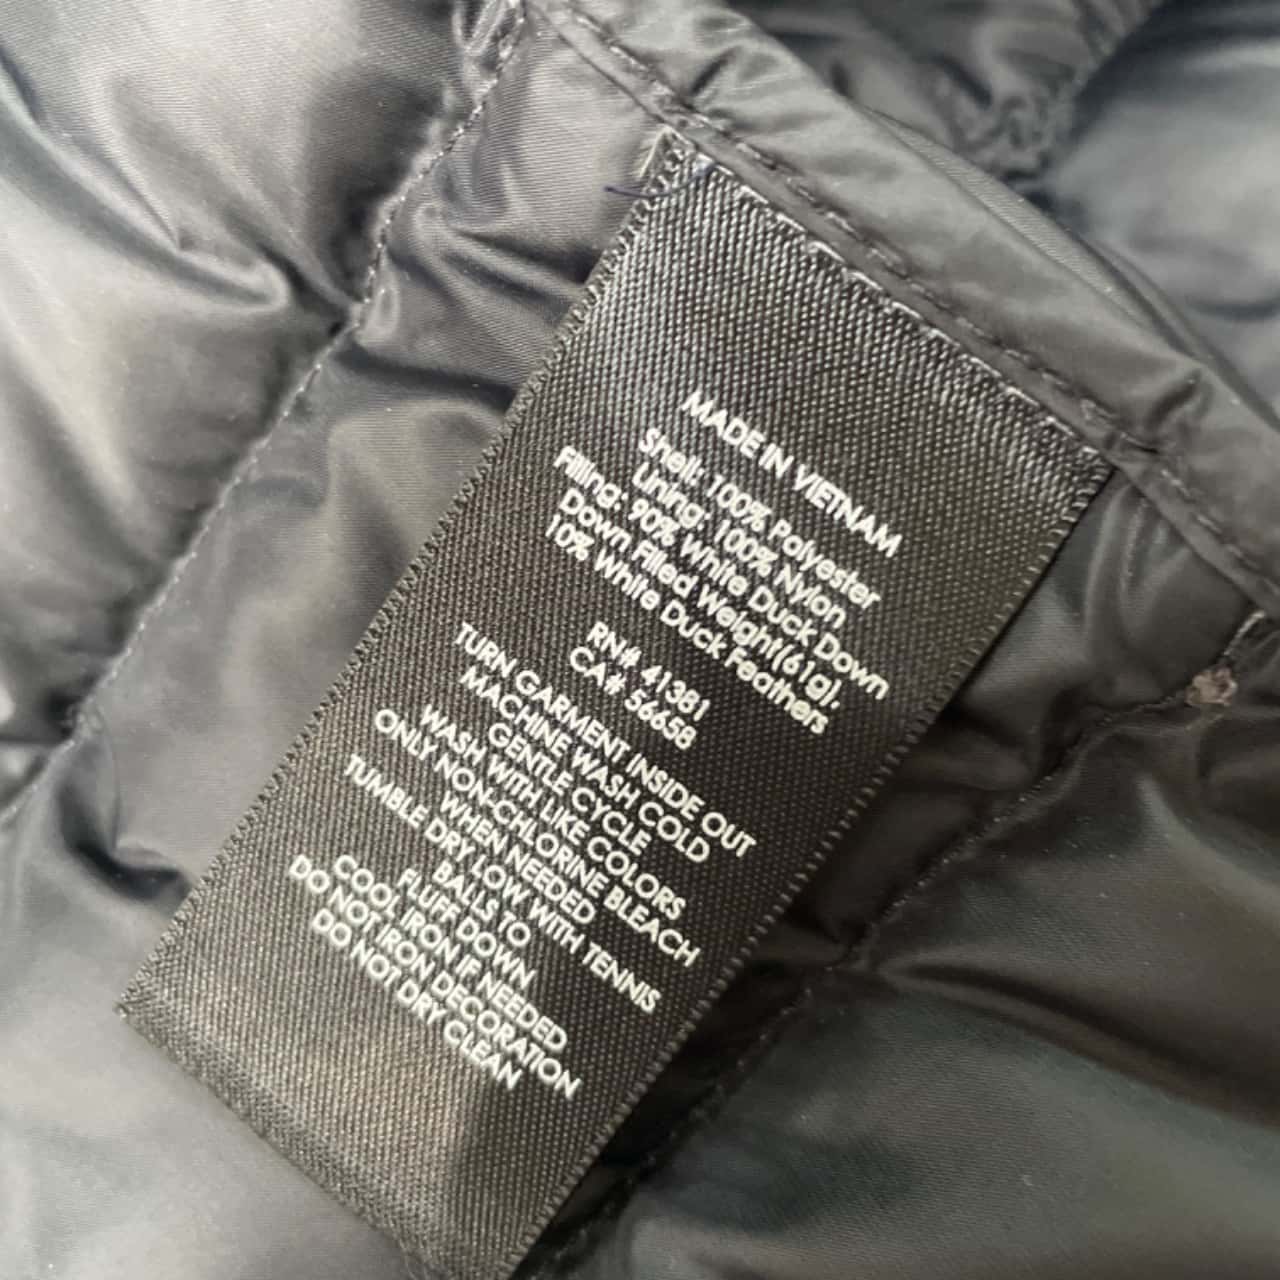 MADE IN VIETNAM
Shell: 100% Polyester
Lining: 100% Nylon
Filling: 90% White Duck Down
Down Filled Weight(61g),
10% White Duck Feathers
RN# 41381
CA# 56658
TURN GARMENT INSIDE OUT
MACHINE WASH COLD
GENTLE CYCLE
WASH WITH LIKE COLORS
ONLY NON-CHLORINE BLEACH
WHEN NEEDED
TUMBLE DRY LOW WITH TENNIS
BALLS TO
FLUFF DOWN
COOL IRON IF NEEDED
DO NOT IRON DECORATION
DO NOT DRY CLEAN